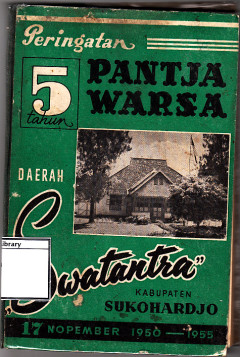 Peringatan
5
tahun
PANTJA
WARSA
DAERAH
Library
„Swatantra”
KABUPATEN
SUKOHARDJO
17 NOPEMBER 1950 — 1955